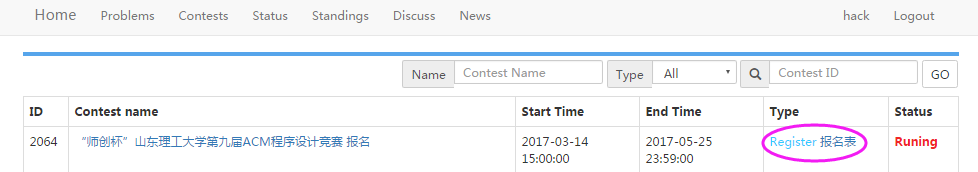 Home Problems Contests Status Standings Discuss News hack Logout
Name Contest Name Type All Contest ID GO
ID Contest name Start Time End Time Type Status
2064 “师创杯”山东理工大学第九届ACM程序设计竞赛 报名 2017-03-14 2017-05-25 Register 报名表 Runing
15:00:00 23:59:00